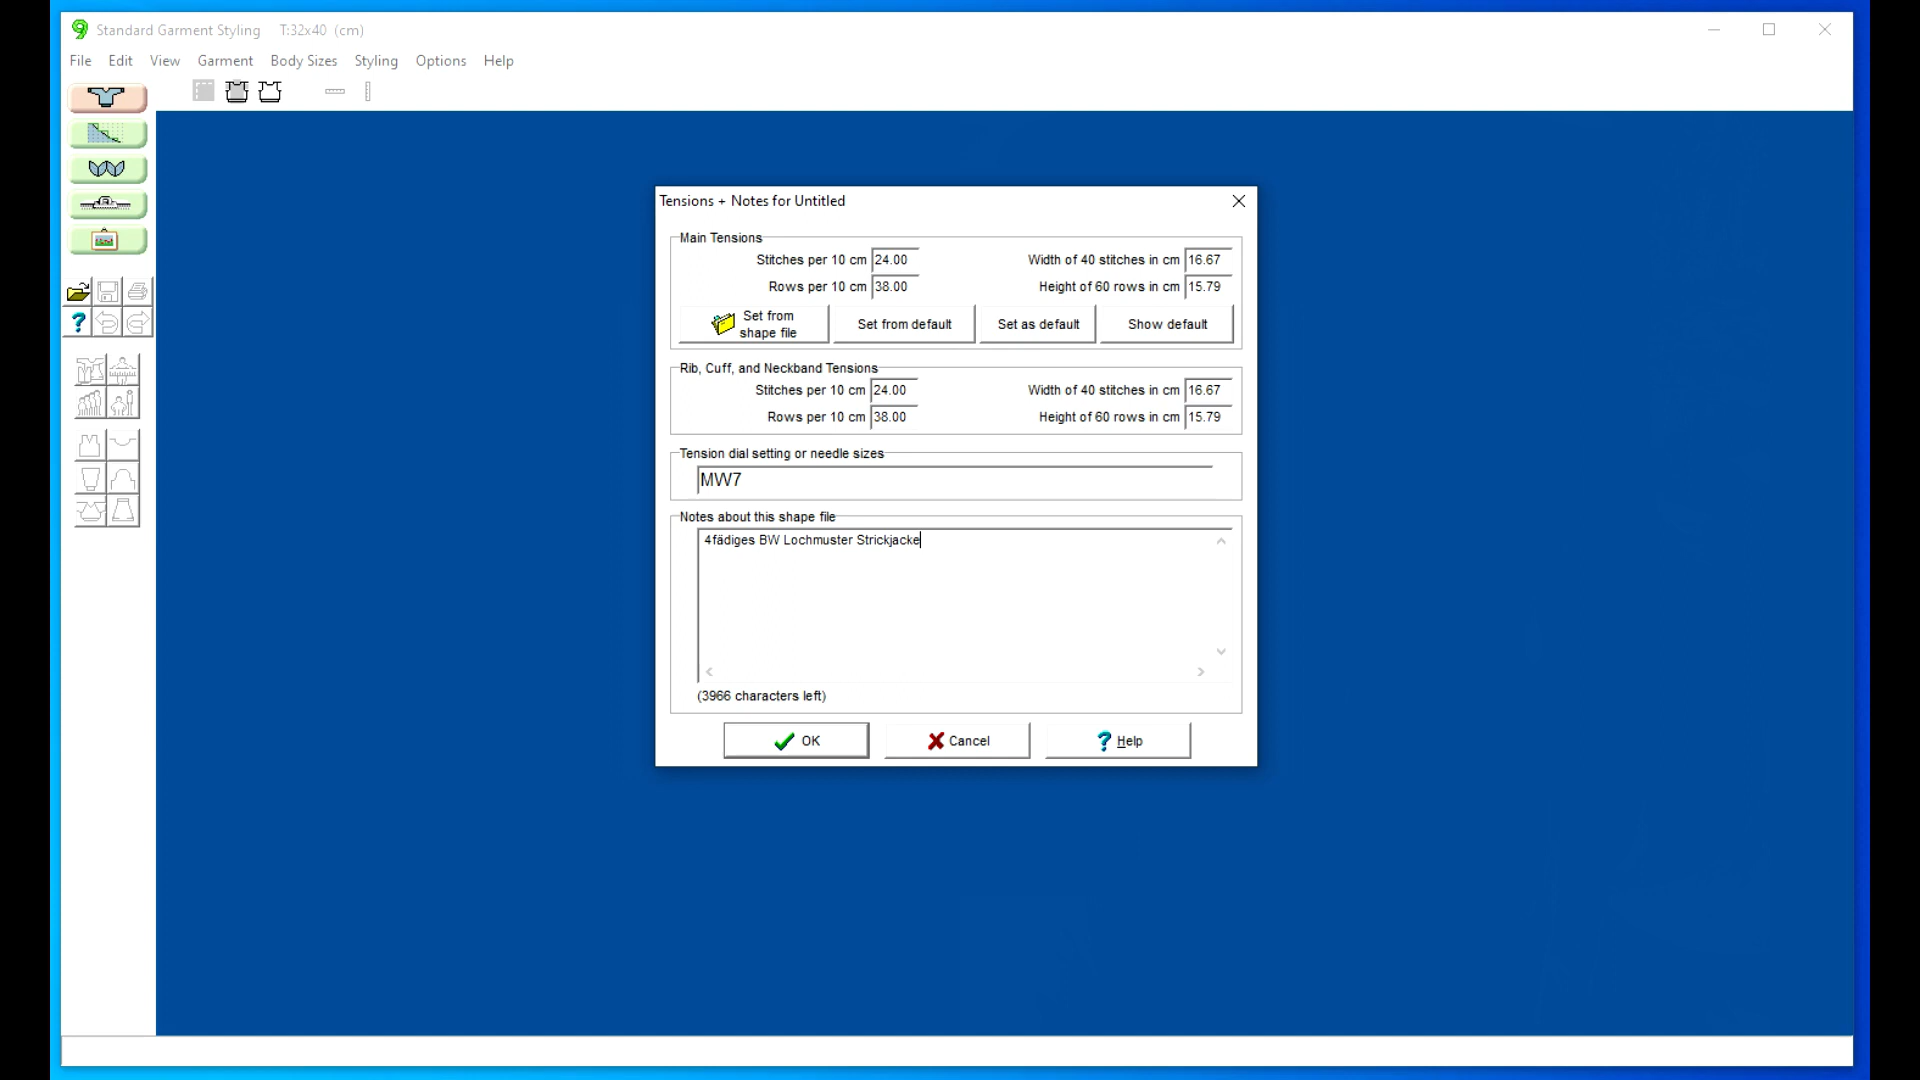 Standard Garment Styling T:32x40 (cm)
File Edit View Garment Body Sizes Styling Options Help
Tensions + Notes for Untitled
Main Tensions
Stitches per 10 cm 24.00 Width of 40 stitches in cm 16.67
Rows per 10 cm 38.00 Height of 60 rows in cm 15.79
Set from
shape file Set from default Set as default Show default
Rib, Cuff, and Neckband Tensions
Stitches per 10 cm 24.00 Width of 40 stitches in cm 16.67
Rows per 10 cm 38.00 Height of 60 rows in cm 15.79
Tension dial setting or needle sizes
MW7
Notes about this shape file
4fädiges BW Lochmuster Strickjacke
(3966 characters left)
OK Cancel Help